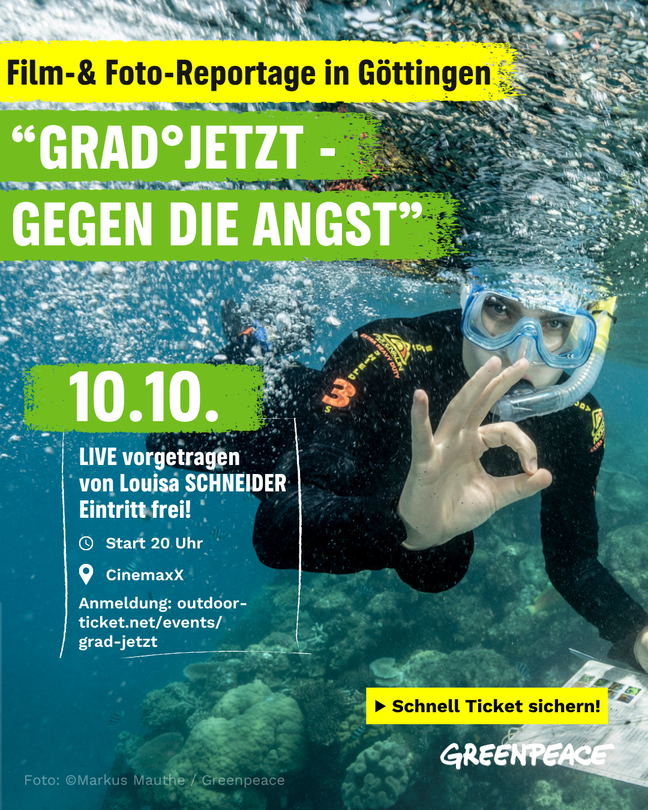 Film-& Foto-Reportage in Göttingen
“GRAD°JETZT -
GEGEN DIE ANGST”
10.10.
LIVE vorgetragen
von Louisa SCHNEIDER
Eintritt frei!
Start 20 Uhr
CinemaxX
Anmeldung: outdoor-
ticket.net/events/
grad-jetzt
Schnell Ticket sichern!
GREENPEACE
Foto: ©Markus Mauthe / Greenpeace